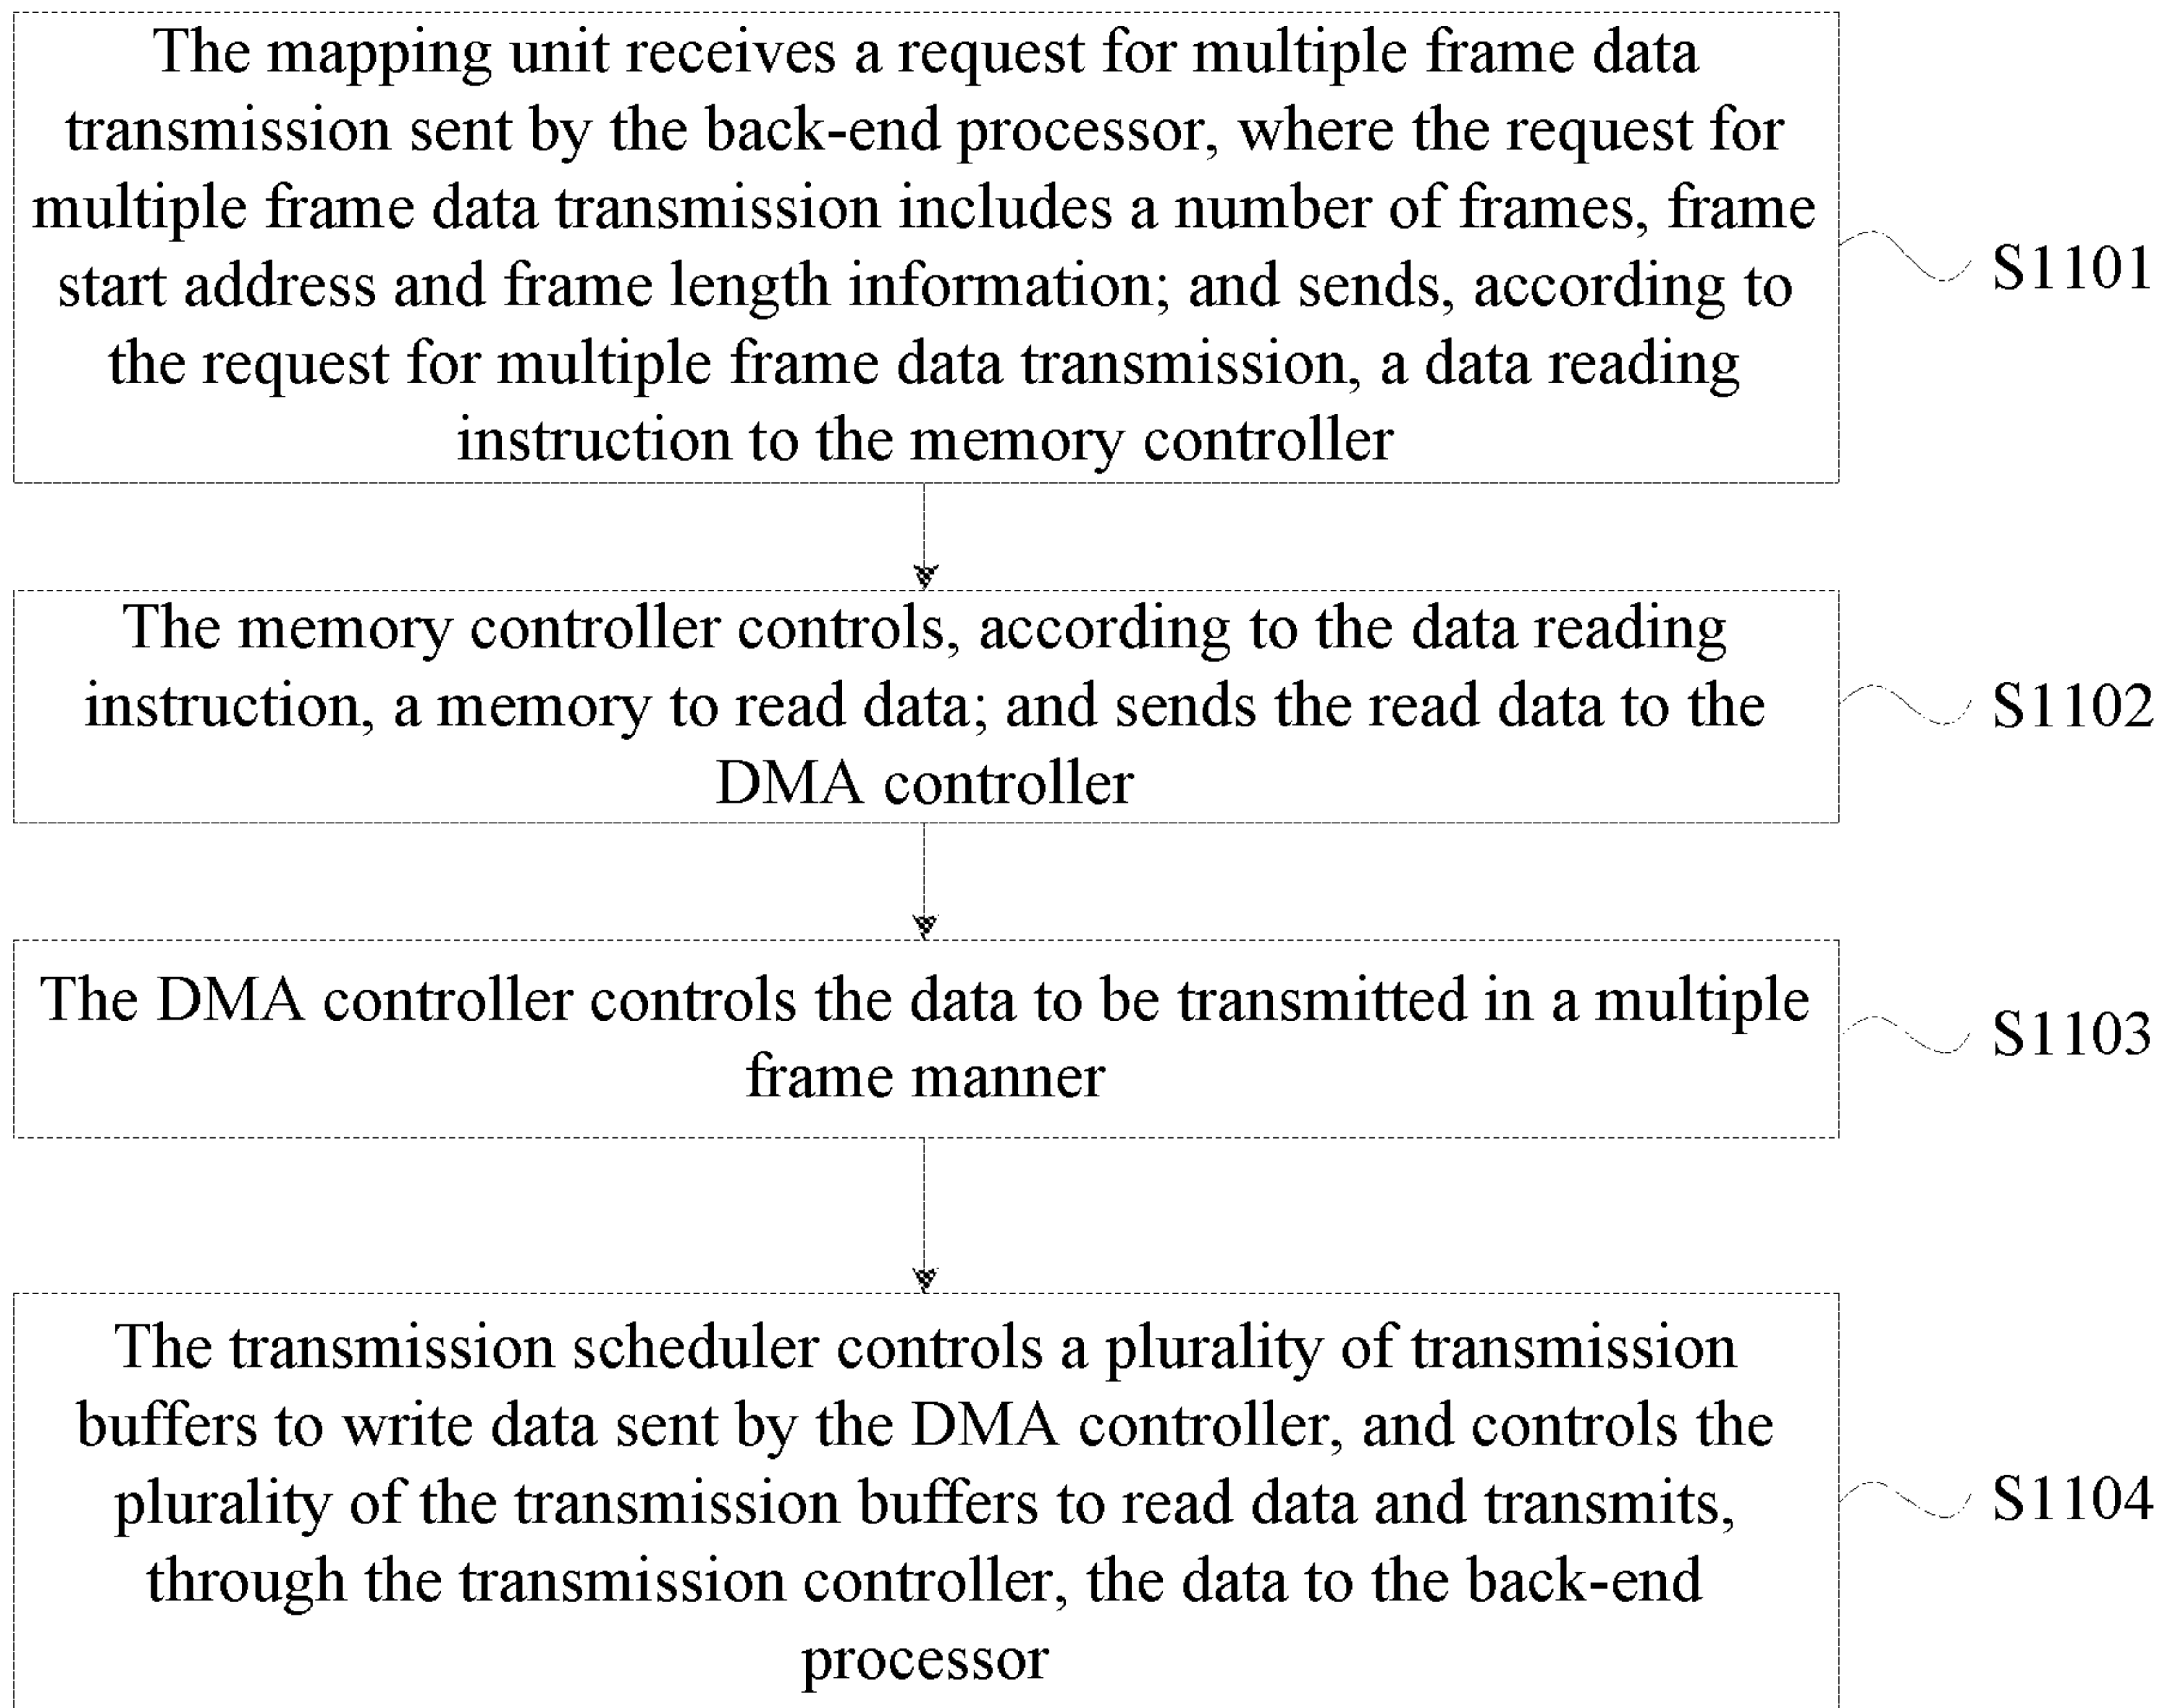 The mapping unit receives a request for multiple frame data
transmission sent by the back-end processor, where the request for
multiple frame data transmission includes a number of frames, frame
start address and frame length information; and sends, according to
the request for multiple frame data transmission, a data reading
instruction to the memory controller
S1101
The memory controller controls, according to the data reading
instruction, a memory to read data; and sends the read data to the
DMA controller
S1102
The DMA controller controls the data to be transmitted in a multiple
frame manner
S1103
The transmission scheduler controls a plurality of transmission
buffers to write data sent by the DMA controller, and controls the
plurality of the transmission buffers to read data and transmits,
through the transmission controller, the data to the back-end
processor
S1104